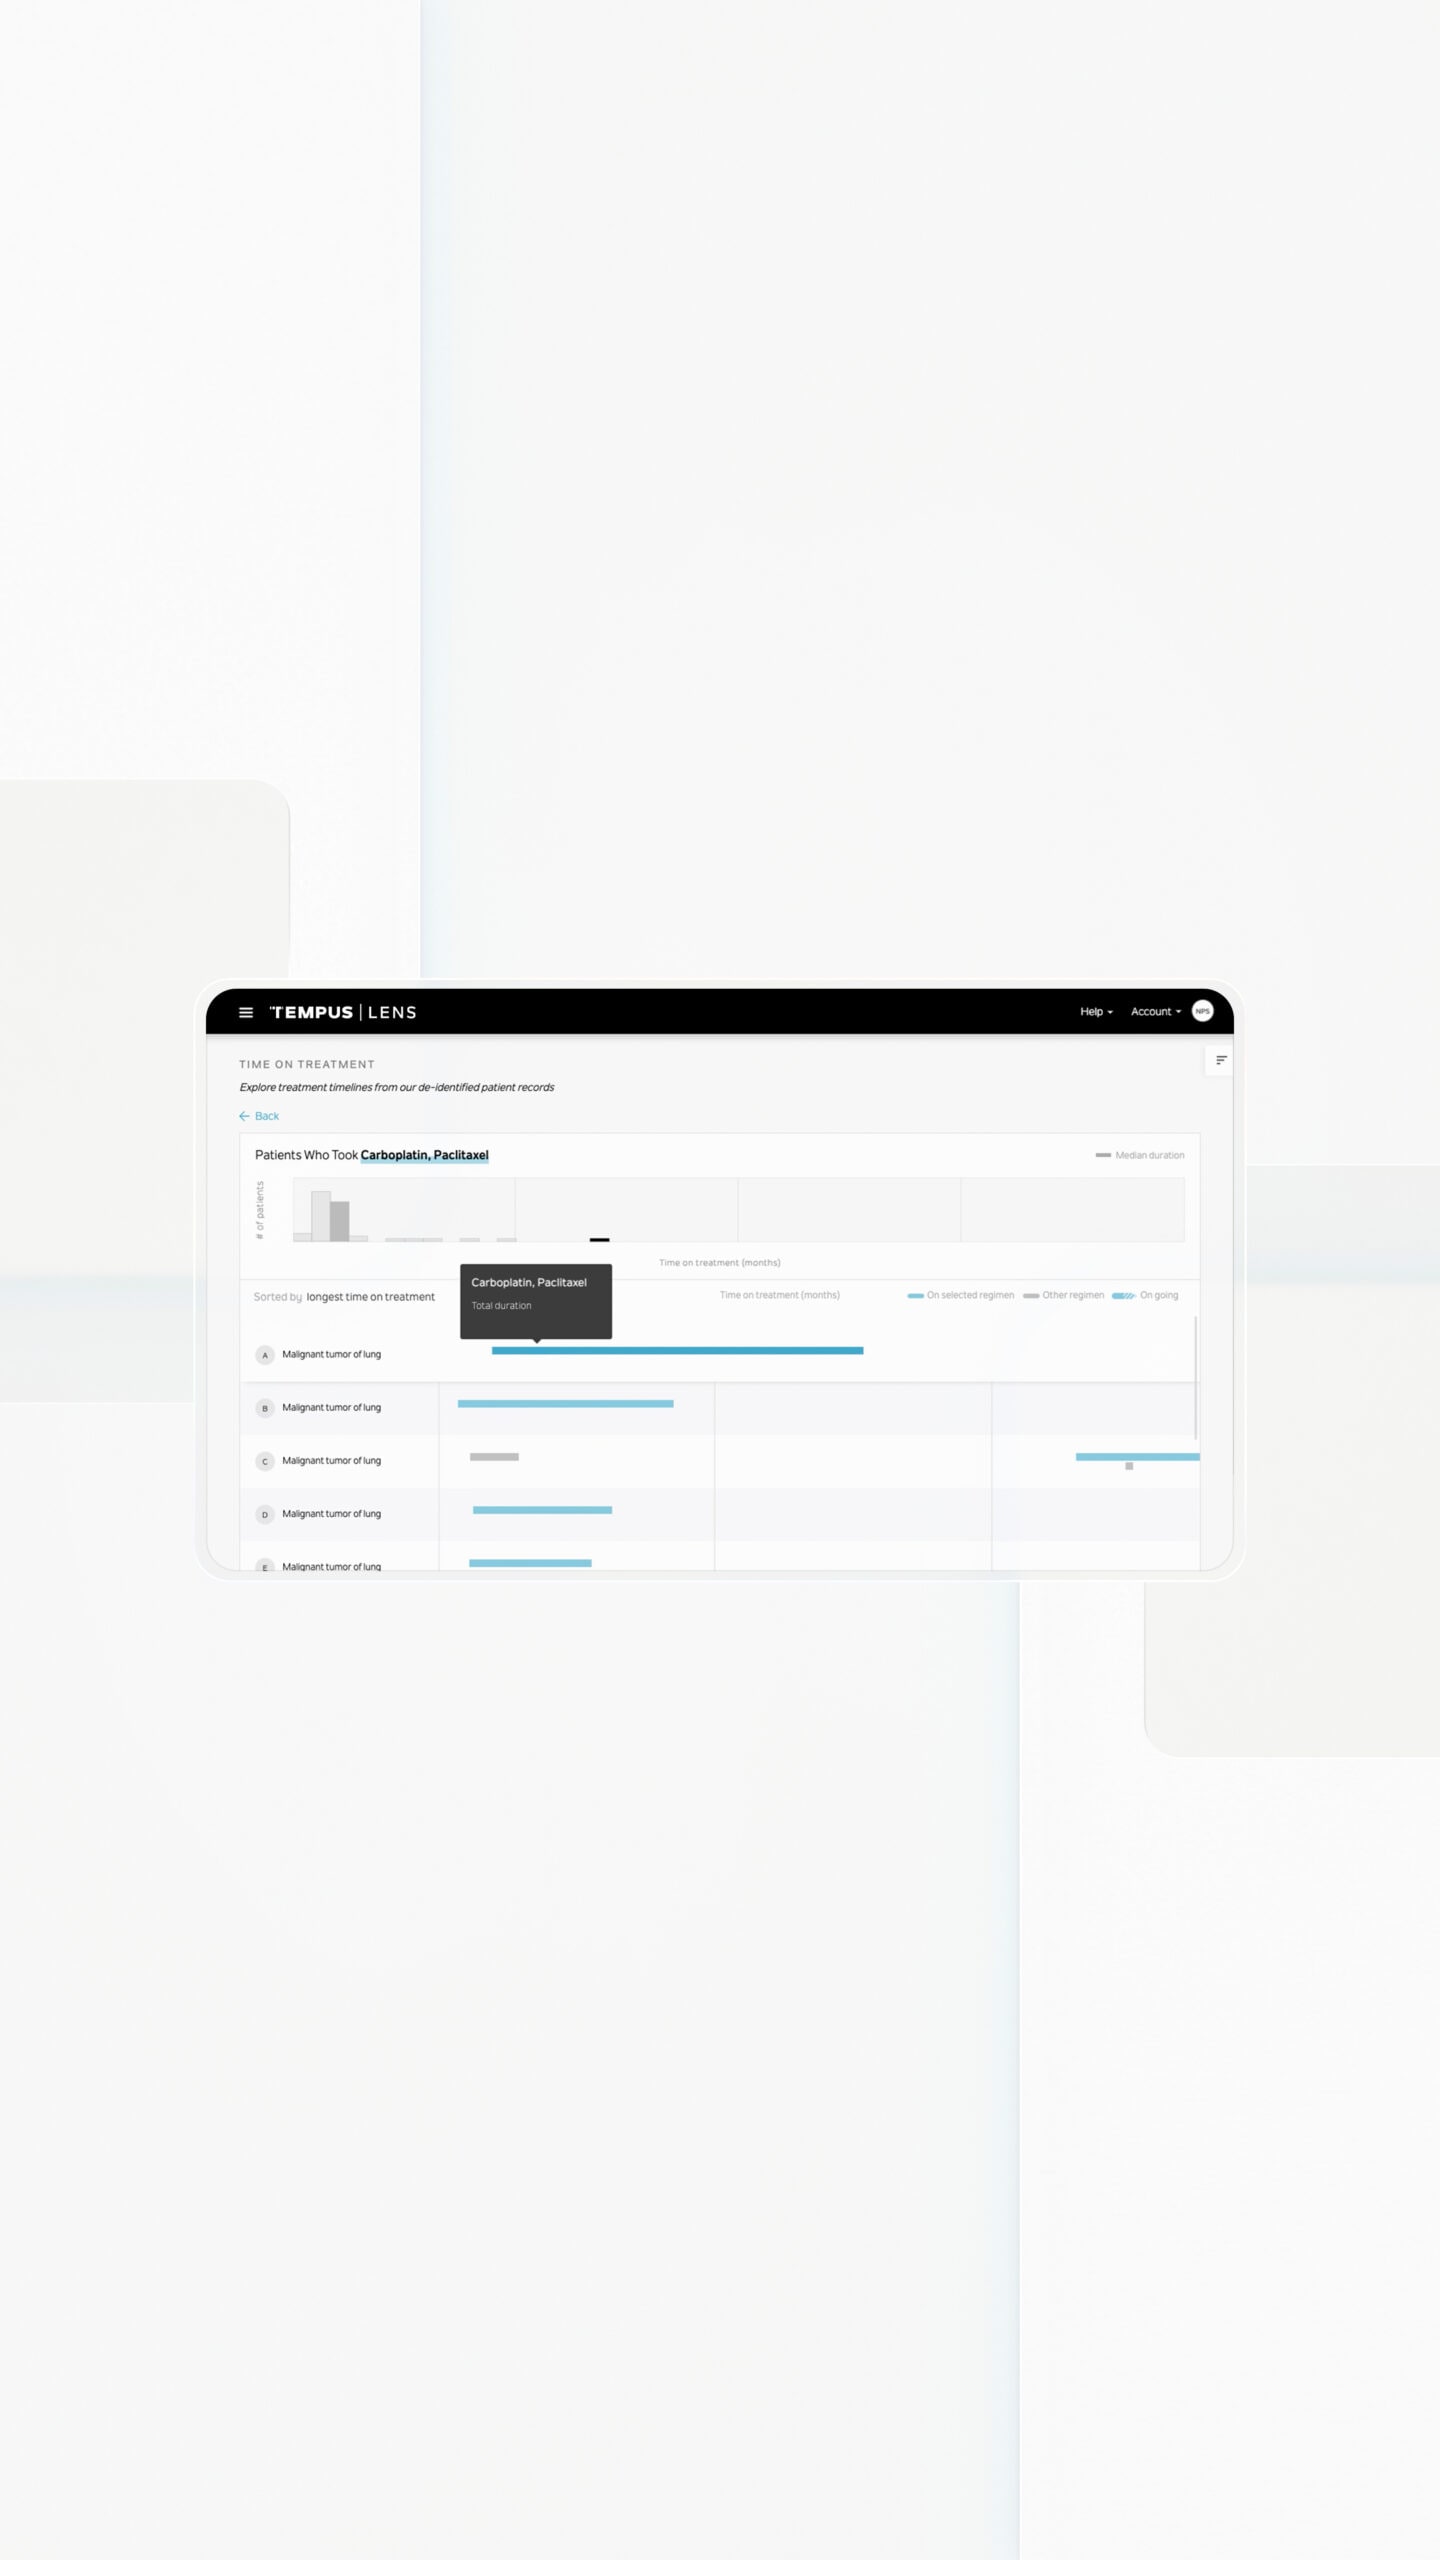 TEMPUS | LENS
Help
Account
NPS
TIME ON TREATMENT
Explore treatment timelines from our de-identified patient records
← Back
Patients Who Took Carboplatin, Paclitaxel
Median duration
# of patients
Time on treatment (months)
Carboplatin, Paclitaxel
Total duration
Sorted by longest time on treatment
Time on treatment (months)
On selected regimen
Other regimen
On going
A Malignant tumor of lung
B Malignant tumor of lung
C Malignant tumor of lung
D Malignant tumor of lung
E Malignant tumor of lung